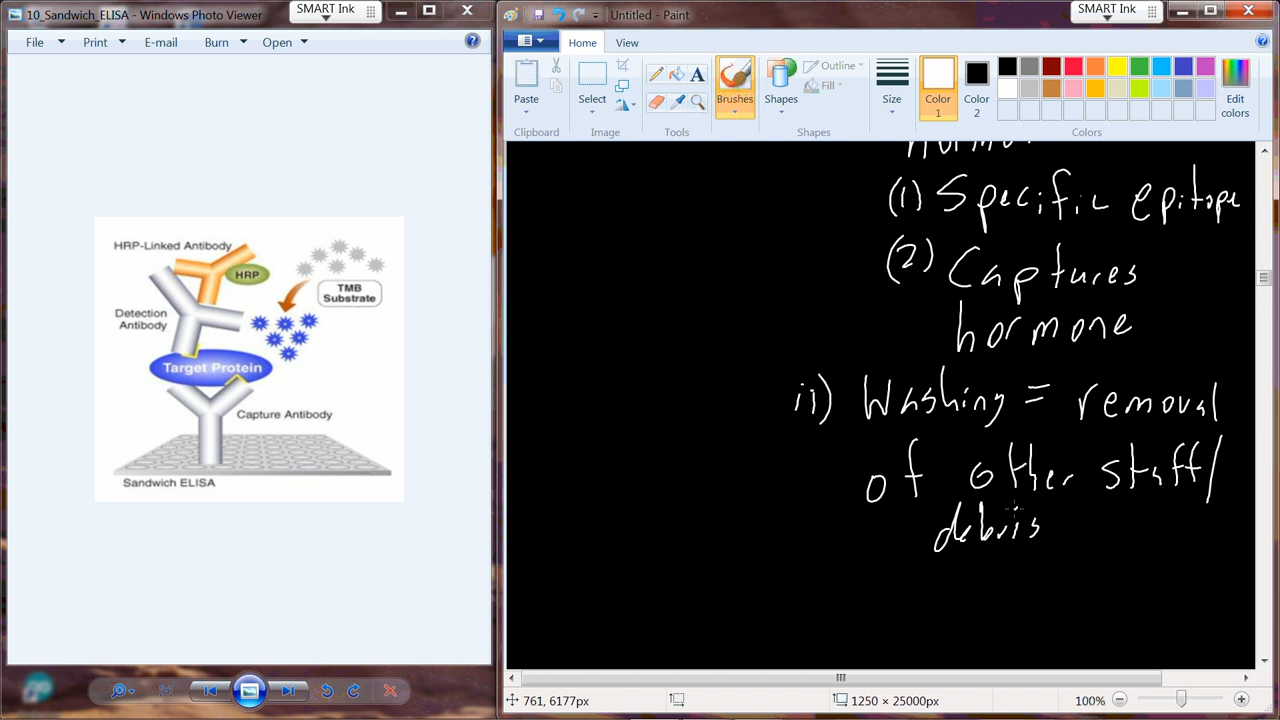 10_Sandwich_ELISA - Windows Photo Viewer
SMART Ink
File
Print
E-mail
Burn
Open
HRP-Linked Antibody
HRP
TMB
Substrate
Detection
Antibody
Target Protein
Capture Antibody
Sandwich ELISA
Untitled - Paint
SMART Ink
Home
View
Paste
Select
Brushes
Shapes
Outline
Fill
Size
Color
1
Color
2
Edit
colors
Clipboard
Image
Tools
Shapes
Colors
(1) Specific epitope
(2) Captures
hormone
ii) Washing = removal
of other stuff/
debris
761, 6177px
1250 × 25000px
100%